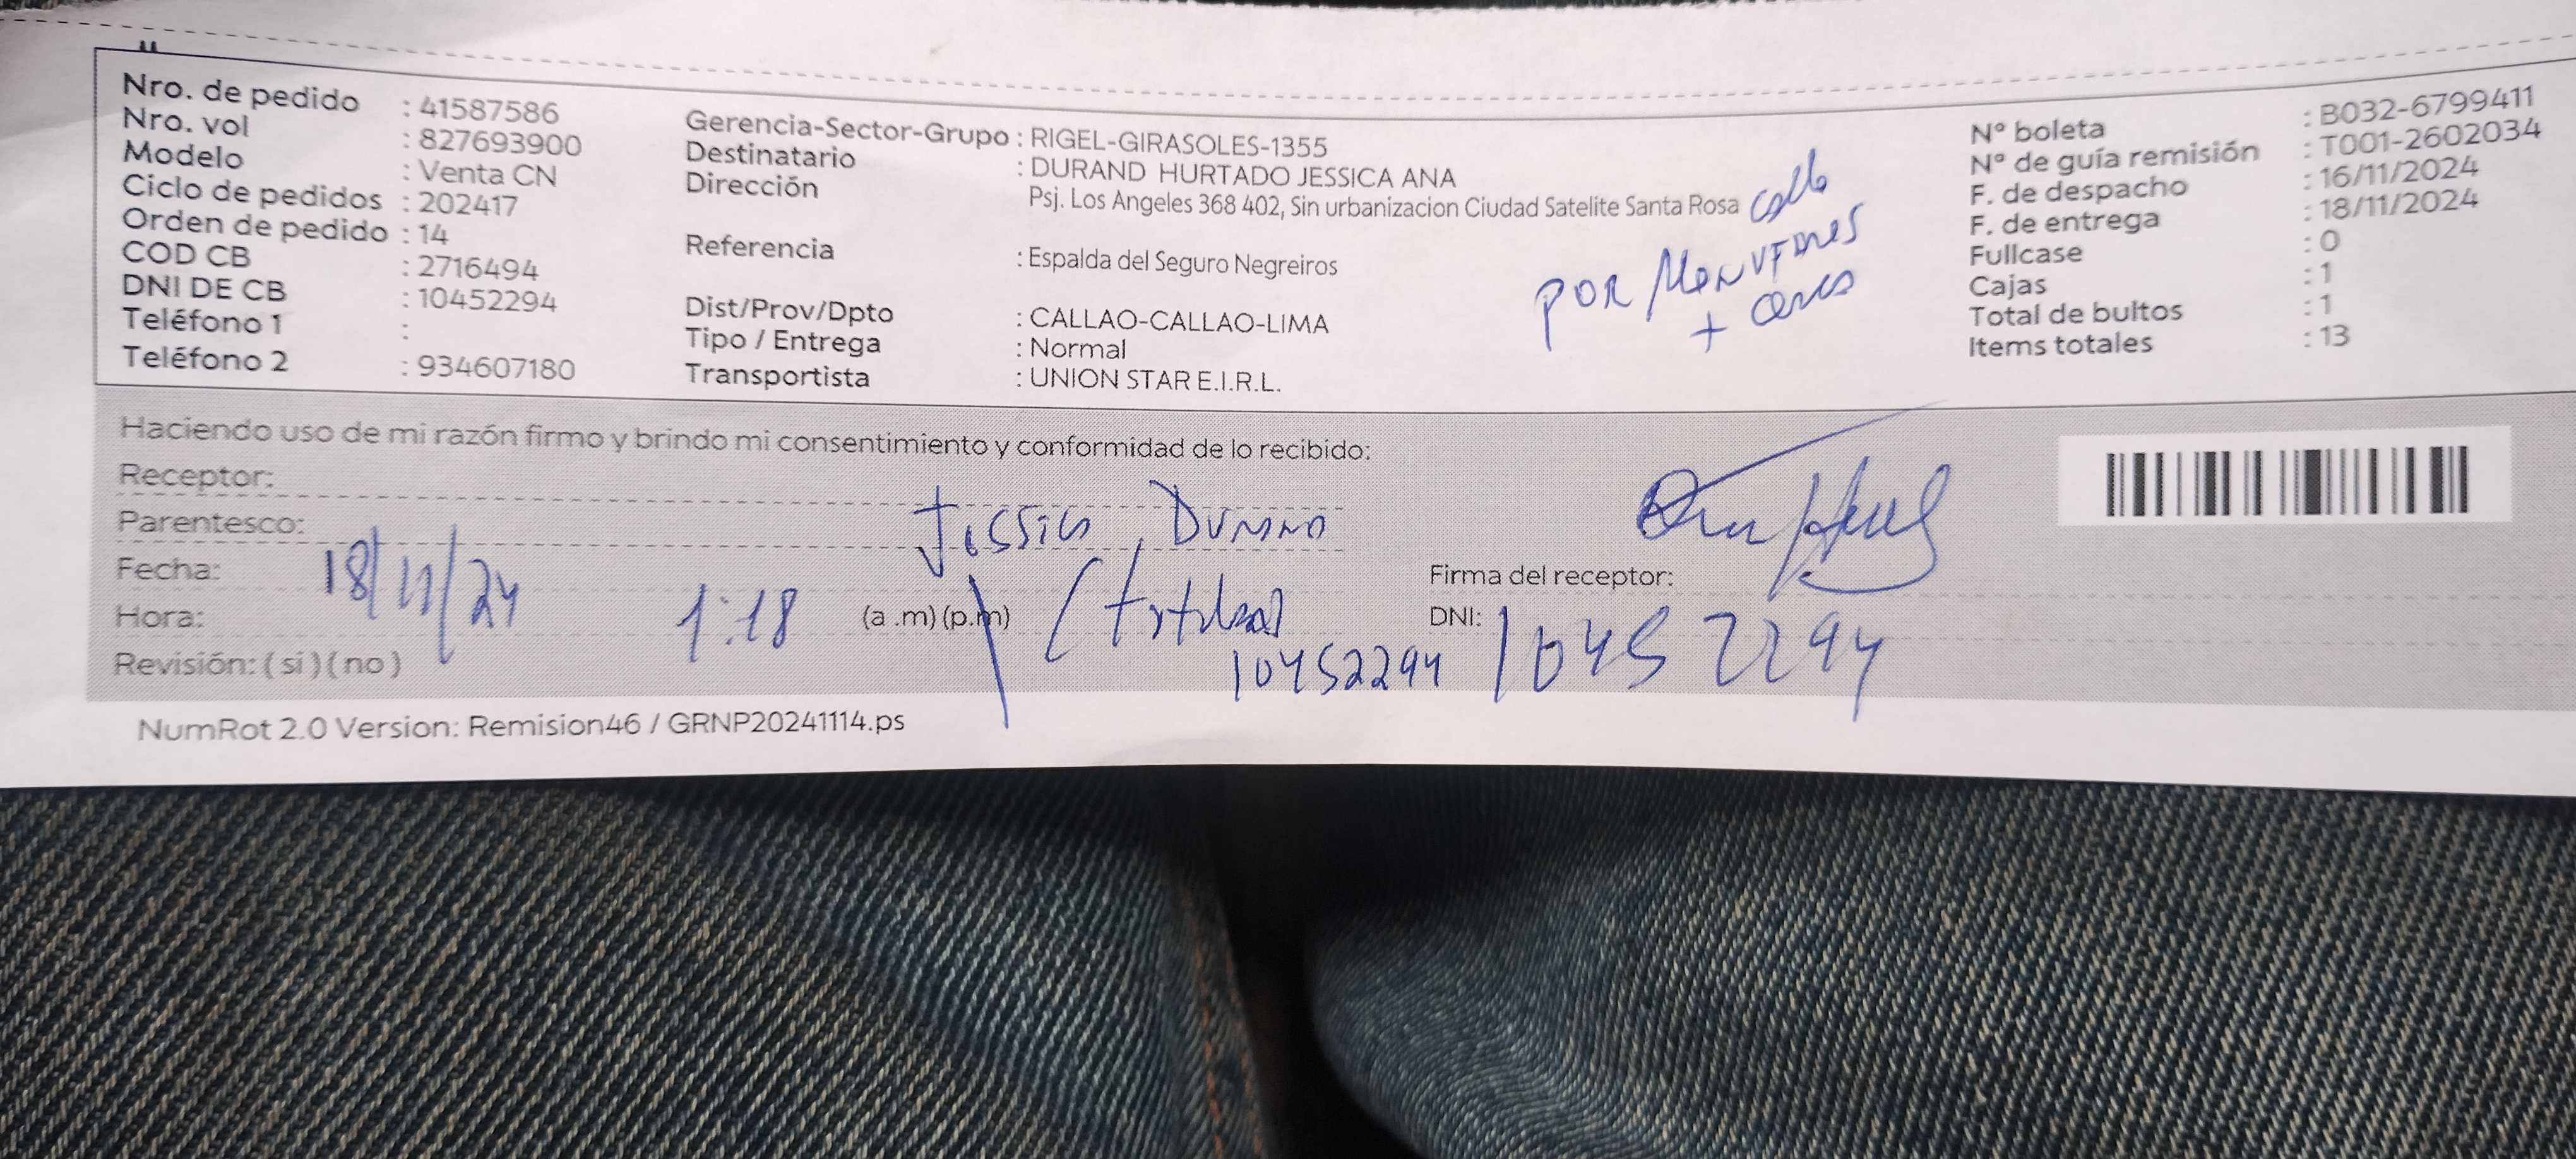 Nro. de pedido : 41587586
Nro. vol : 827693900
Modelo : Venta CN
Ciclo de pedidos : 202417
Orden de pedido : 14
COD CB : 2716494
DNI DE CB : 10452294
Teléfono 1 :
Teléfono 2 : 934607180
Gerencia-Sector-Grupo : RIGEL-GIRASOLES-1355
Destinatario : DURAND HURTADO JESSICA ANA
Dirección Psj. Los Angeles 368 402, Sin urbanizacion Ciudad Satelite Santa Rosa
Referencia : Espalda del Seguro Negreiros
Dist/Prov/Dpto : CALLAO-CALLAO-LIMA
Tipo / Entrega : Normal
Transportista : UNION STAR E.I.R.L.
POR
+
Nº boleta : B032-6799411
Nº de guía remisión : T001-2602034
F. de despacho : 16/11/2024
F. de entrega : 18/11/2024
Fullcase : 0
Cajas : 1
Total de bultos : 1
Items totales : 13
Haciendo uso de mi razón firmo y brindo mi consentimiento y conformidad de lo recibido:
Receptor:
Parentesco: Jessica Durand
Fecha: 18/11/24
Hora: 1:18 (a .m) (p.m)
Revisión: ( si ) ( no )
10452294
Firma del receptor:
DNI: 10452294
NumRot 2.0 Version: Remision46 / GRNP20241114.ps